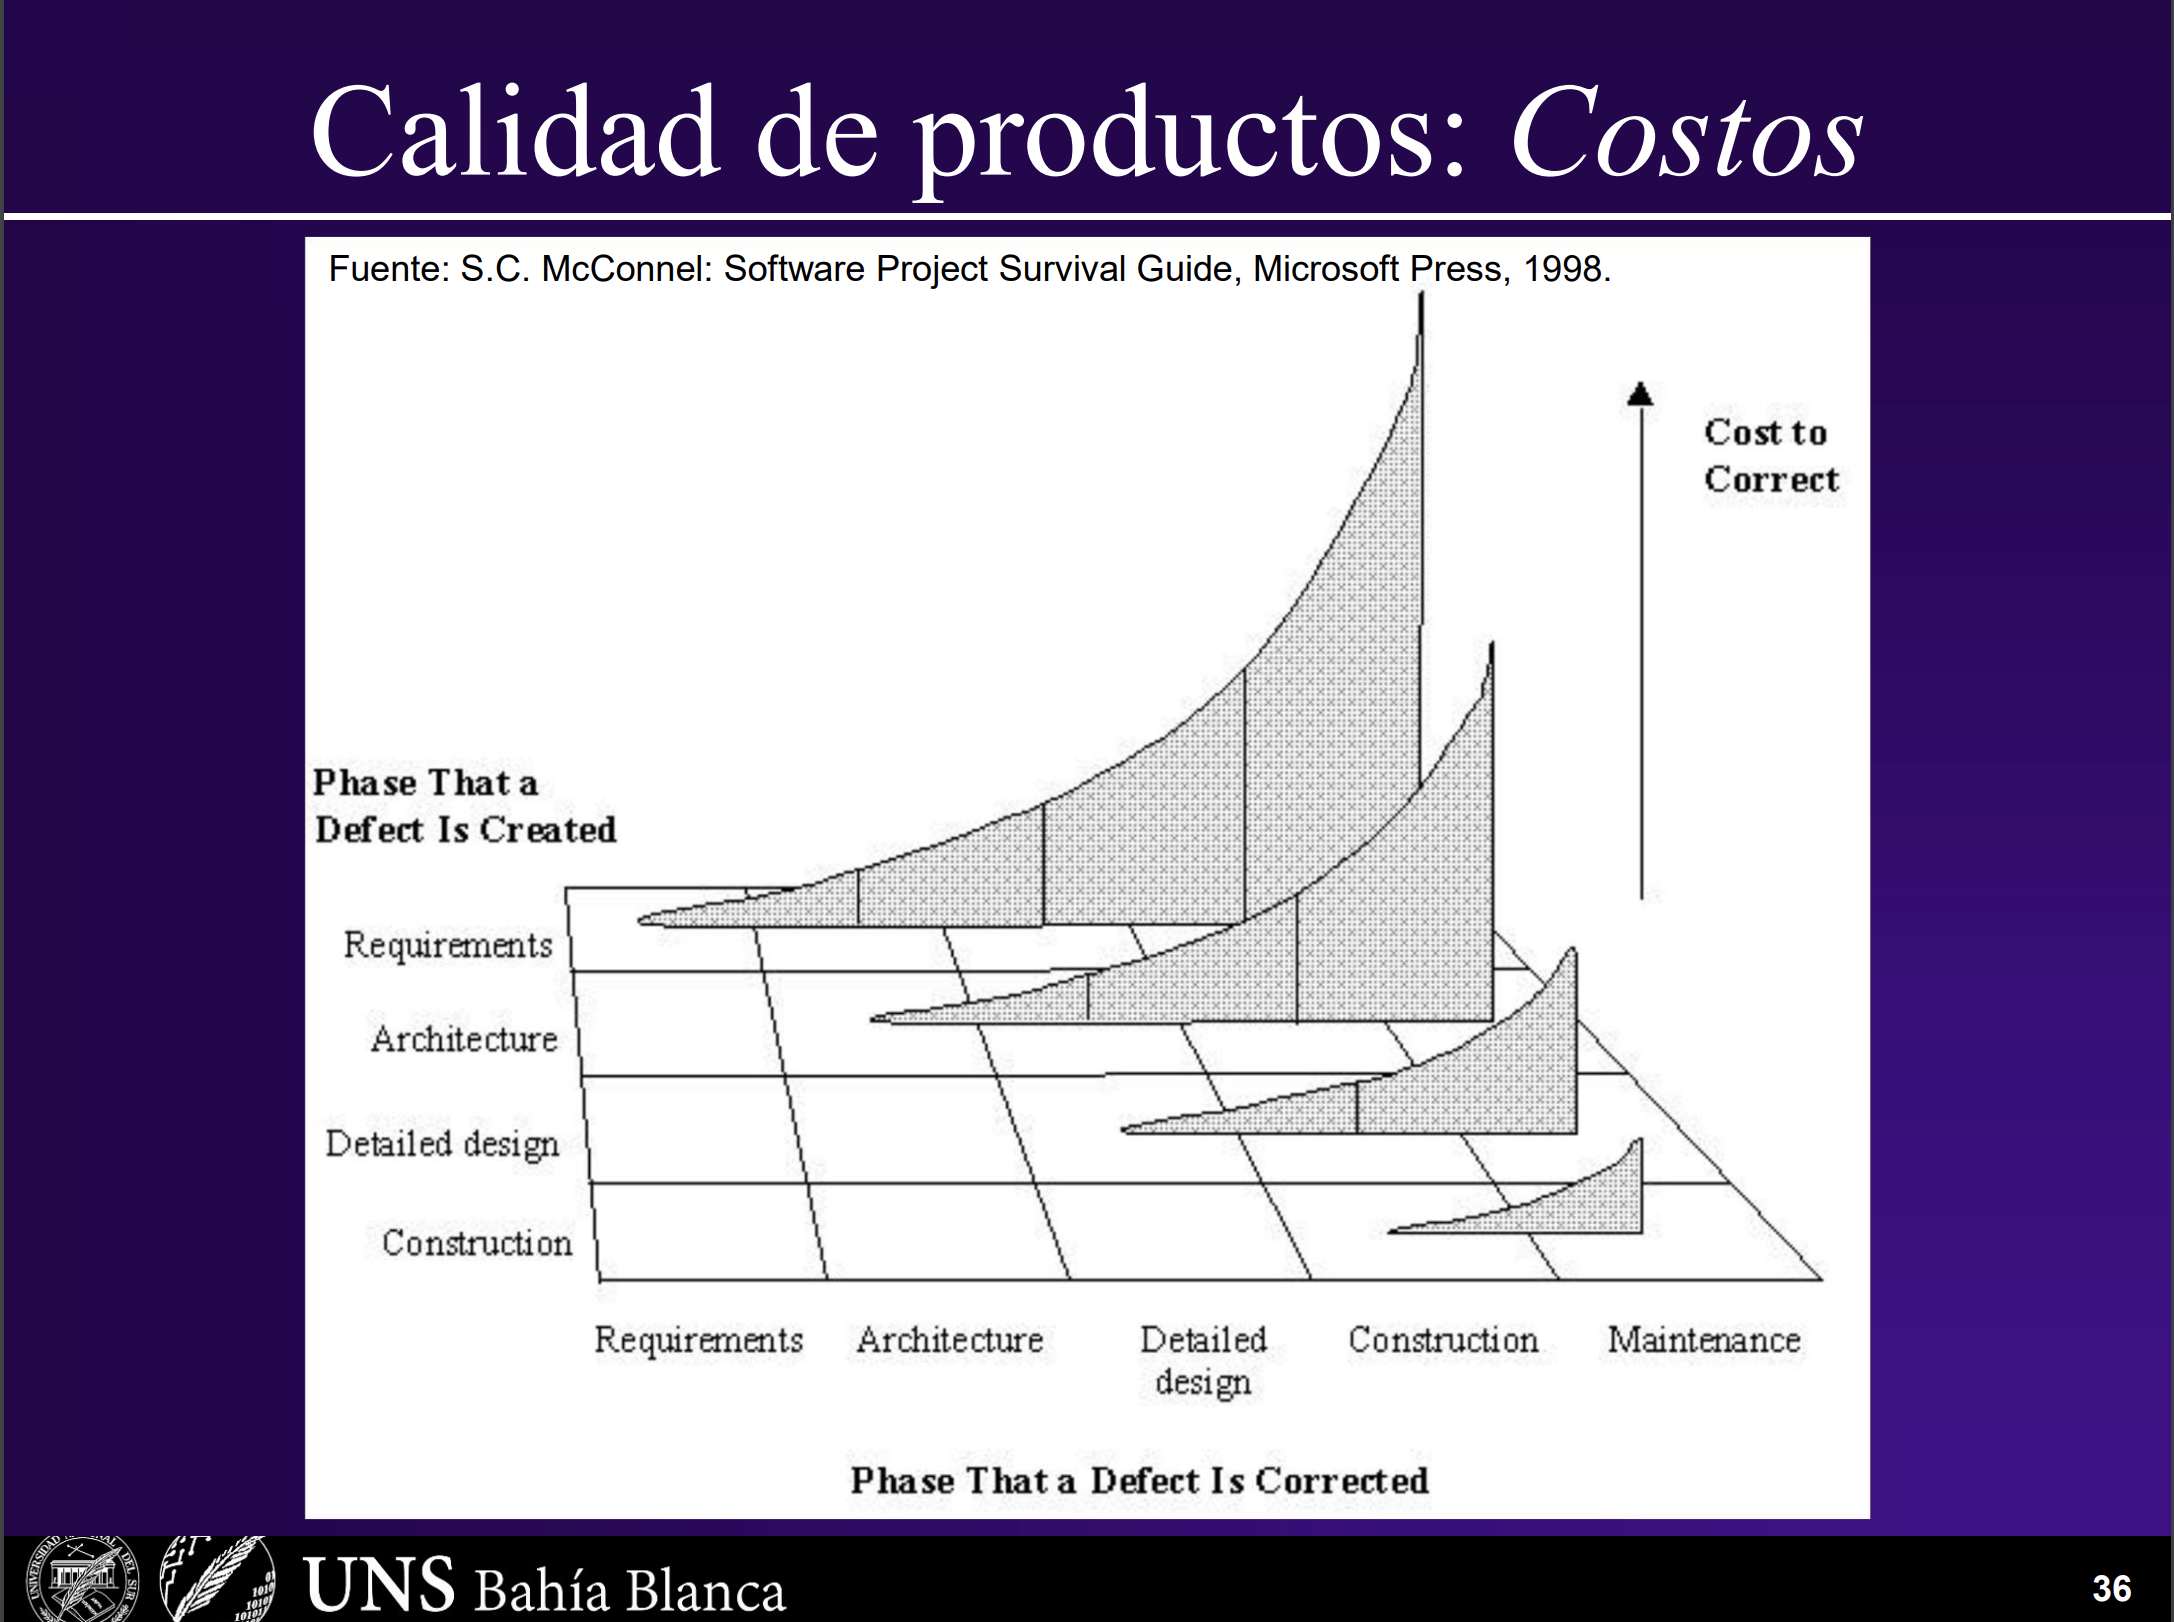 Calidad de productos: Costos
Fuente: S.C. McConnel: Software Project Survival Guide, Microsoft Press, 1998.
Cost to
Correct
Phase That a
Defect Is Created
Requirements
Architecture
Detailed design
Construction
Requirements
Architecture
Detailed
design
Construction
Maintenance
Phase That a Defect Is Corrected
UNS Bahía Blanca
36